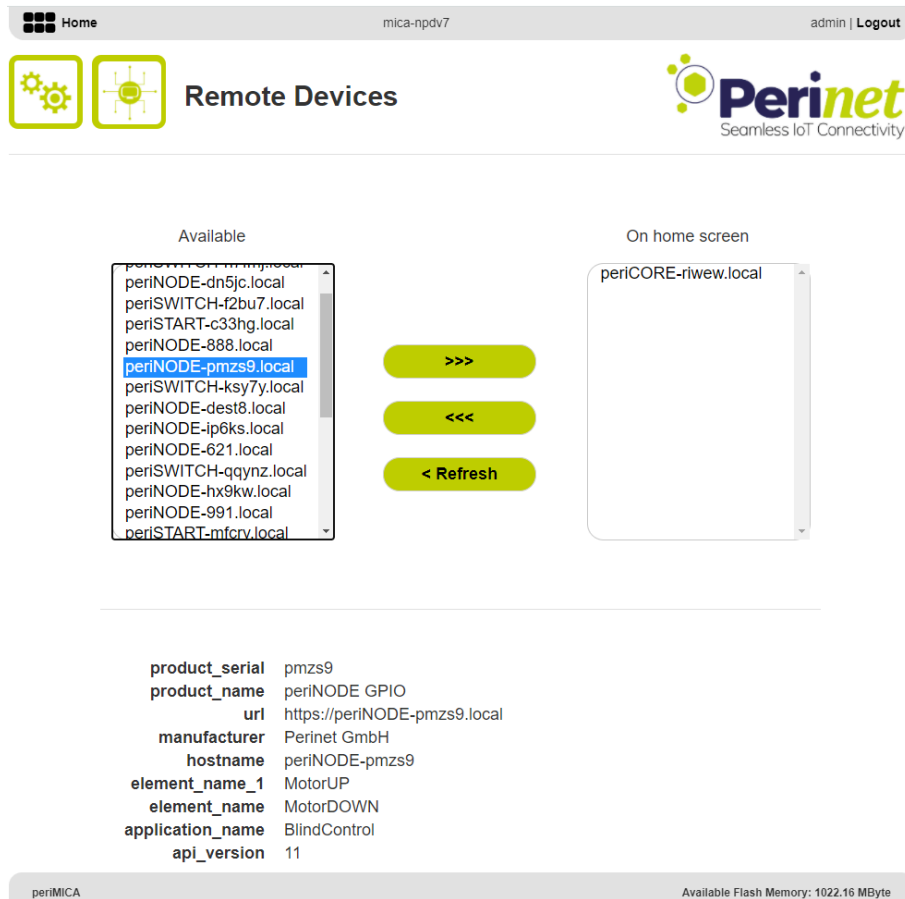 Home mica-npdv7 admin | Logout
Remote Devices
Perinet
Seamless IoT Connectivity
Available
On home screen
periNODE-dn5jc.local
periSWITCH-f2bu7.local
periSTART-c33hg.local
periNODE-888.local
periNODE-pmzs9.local
periSWITCH-ksy7y.local
periNODE-dest8.local
periNODE-ip6ks.local
periNODE-621.local
periSWITCH-qqynz.local
periNODE-hx9kw.local
periNODE-991.local
periSTART-mfcrv.local
>>>
<<<
< Refresh
periCORE-riwew.local
product_serial pmzs9
product_name periNODE GPIO
url https://periNODE-pmzs9.local
manufacturer Perinet GmbH
hostname periNODE-pmzs9
element_name_1 MotorUP
element_name MotorDOWN
application_name BlindControl
api_version 11
periMICA Available Flash Memory: 1022.16 MByte